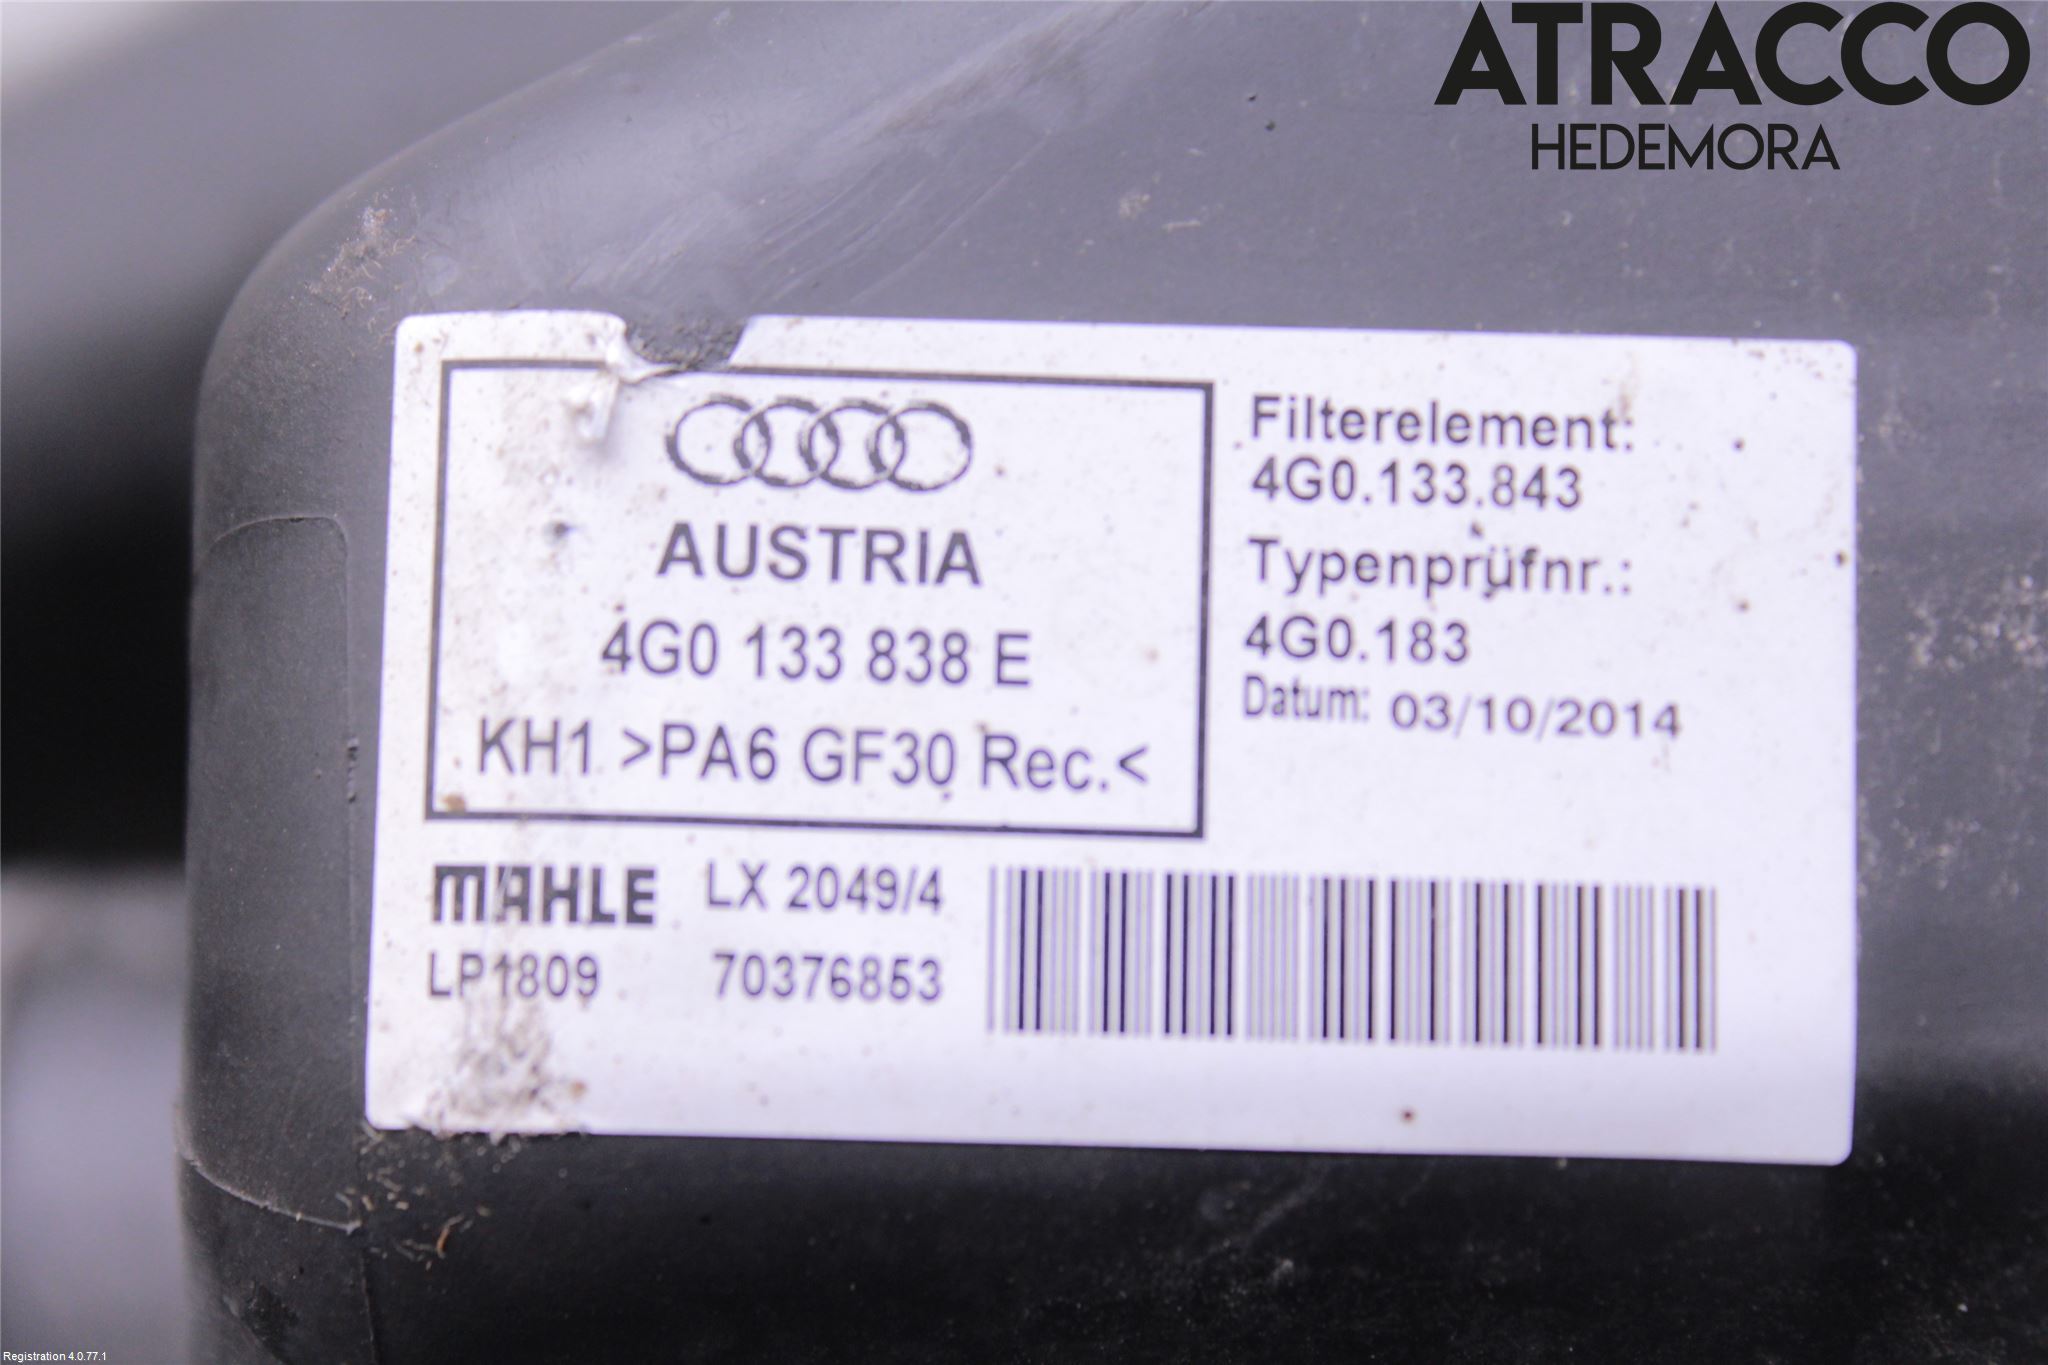 ATRACCO
HEDEMORA
AUSTRIA
4G0 133 838 E
KH1 >PA6 GF30 Rec.<
Filterelement:
4G0.133.843
Typenprüfnr.:
4G0.183
Datum: 03/10/2014
MAHLE LX 2049/4
LP1809 70376853
Registration 4.0.77.1